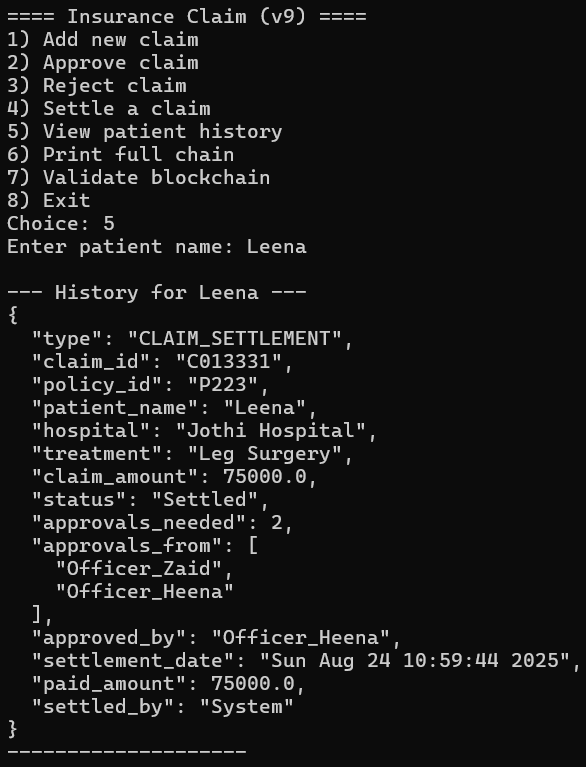 ==== Insurance Claim (v9) ====
1) Add new claim
2) Approve claim
3) Reject claim
4) Settle a claim
5) View patient history
6) Print full chain
7) Validate blockchain
8) Exit
Choice: 5
Enter patient name: Leena

--- History for Leena ---
{
  "type": "CLAIM_SETTLEMENT",
  "claim_id": "C013331",
  "policy_id": "P223",
  "patient_name": "Leena",
  "hospital": "Jothi Hospital",
  "treatment": "Leg Surgery",
  "claim_amount": 75000.0,
  "status": "Settled",
  "approvals_needed": 2,
  "approvals_from": [
    "Officer_Zaid",
    "Officer_Heena"
  ],
  "approved_by": "Officer_Heena",
  "settlement_date": "Sun Aug 24 10:59:44 2025",
  "paid_amount": 75000.0,
  "settled_by": "System"
}
--------------------